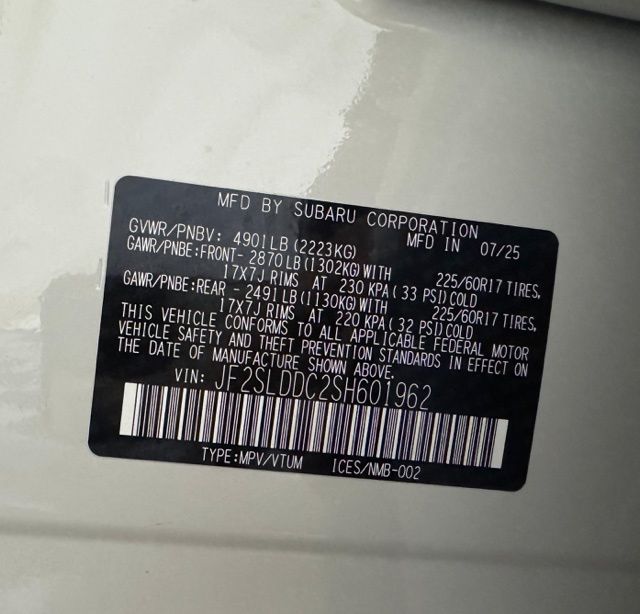 MFD BY SUBARU CORPORATION
GVWR/PNBV: 4901LB(2223KG) MFD IN 07/25
GAWR/PNBE:FRONT- 2870LB(1302KG)WITH 225/60R17 TIRES,
17X7J RIMS AT 230 KPA(33 PSI)COLD
GAWR/PNBE:REAR - 2491LB(1130KG)WITH 225/60R17 TIRES,
17X7J RIMS AT 220 KPA(32 PSI)COLD
THIS VEHICLE CONFORMS TO ALL APPLICABLE FEDERAL MOTOR
VEHICLE SAFETY AND THEFT PREVENTION STANDARDS IN EFFECT ON
THE DATE OF MANUFACTURE SHOWN ABOVE.
VIN: JF2SLDDC2SH601962
TYPE:MPV/VTUM ICES/NMB-002